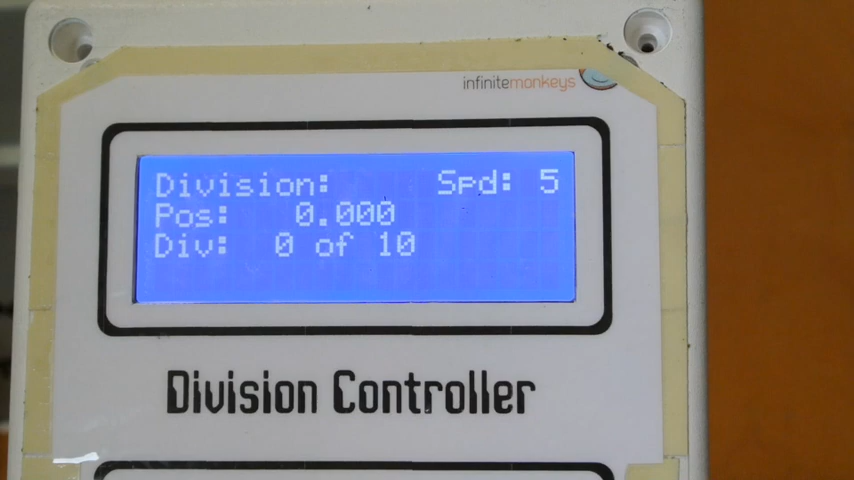 infinitemonkeys
Division: Spd: 5
Pos: 0.000
Div: 0 of 10
Division Controller